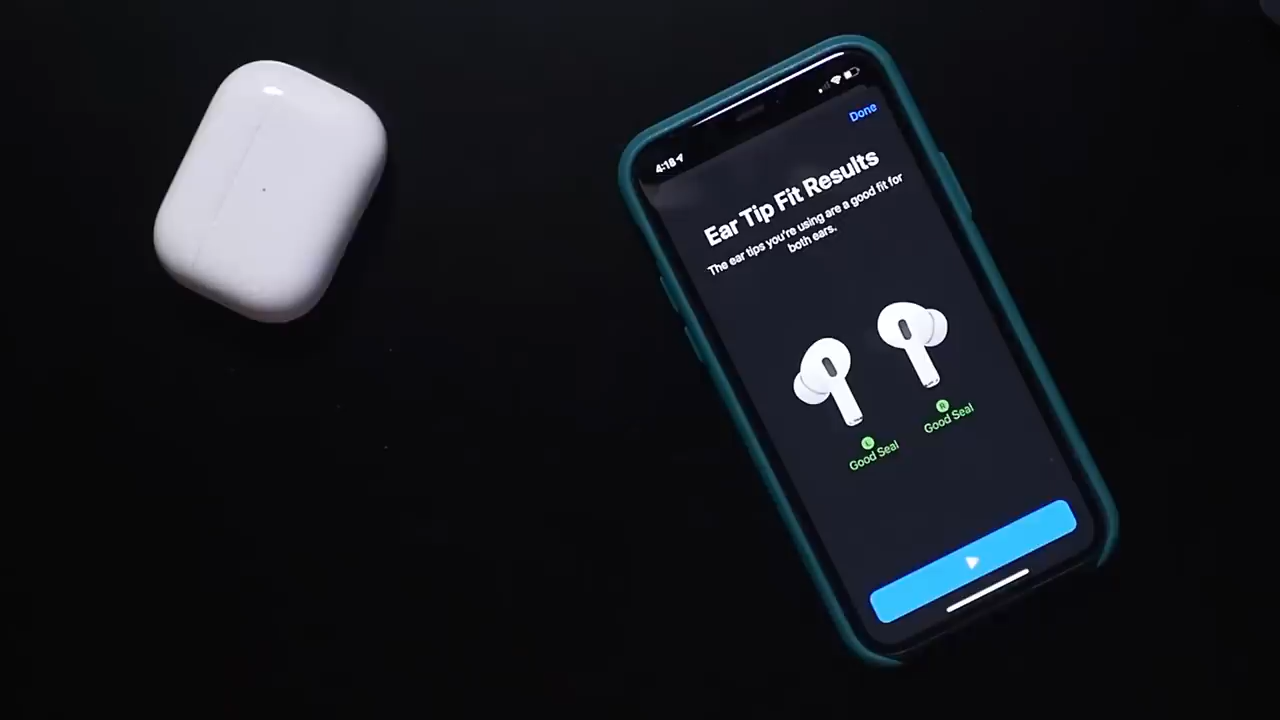 4:18
Done
Ear Tip Fit Results
The ear tips you're using are a good fit for
both ears.
L
Good Seal
R
Good Seal